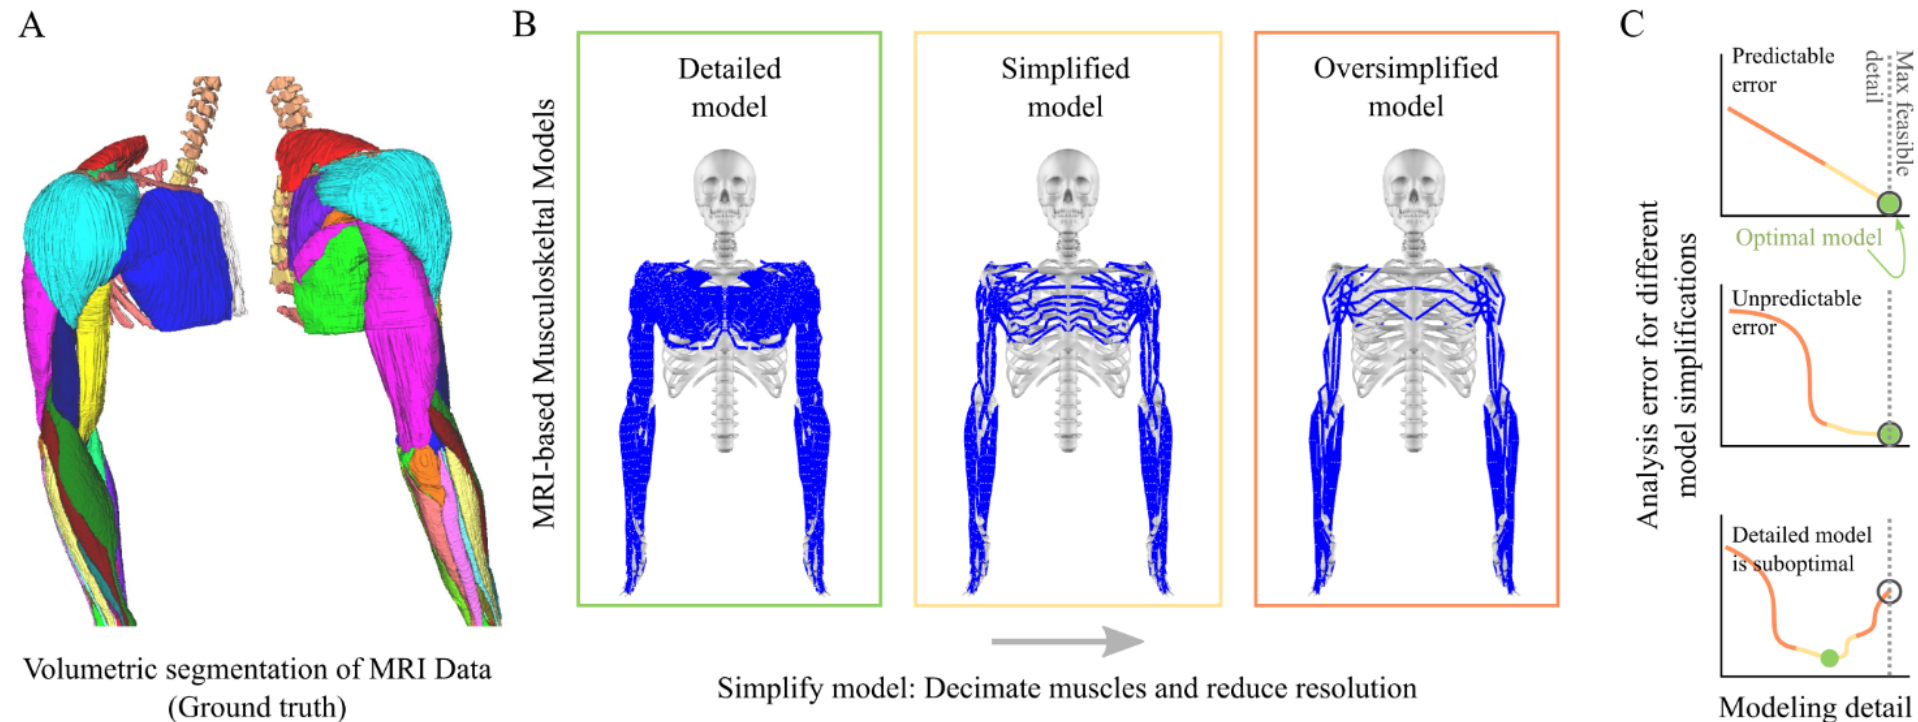 A
Volumetric segmentation of MRI Data
(Ground truth)
B
MRI-based Musculoskeletal Models
Detailed
model
Simplified
model
Oversimplified
model
Simplify model: Decimate muscles and reduce resolution
C
Analysis error for different
model simplifications
Predictable
error
Max feasible
detail
Optimal model
Unpredictable
error
Detailed model
is suboptimal
Modeling detail